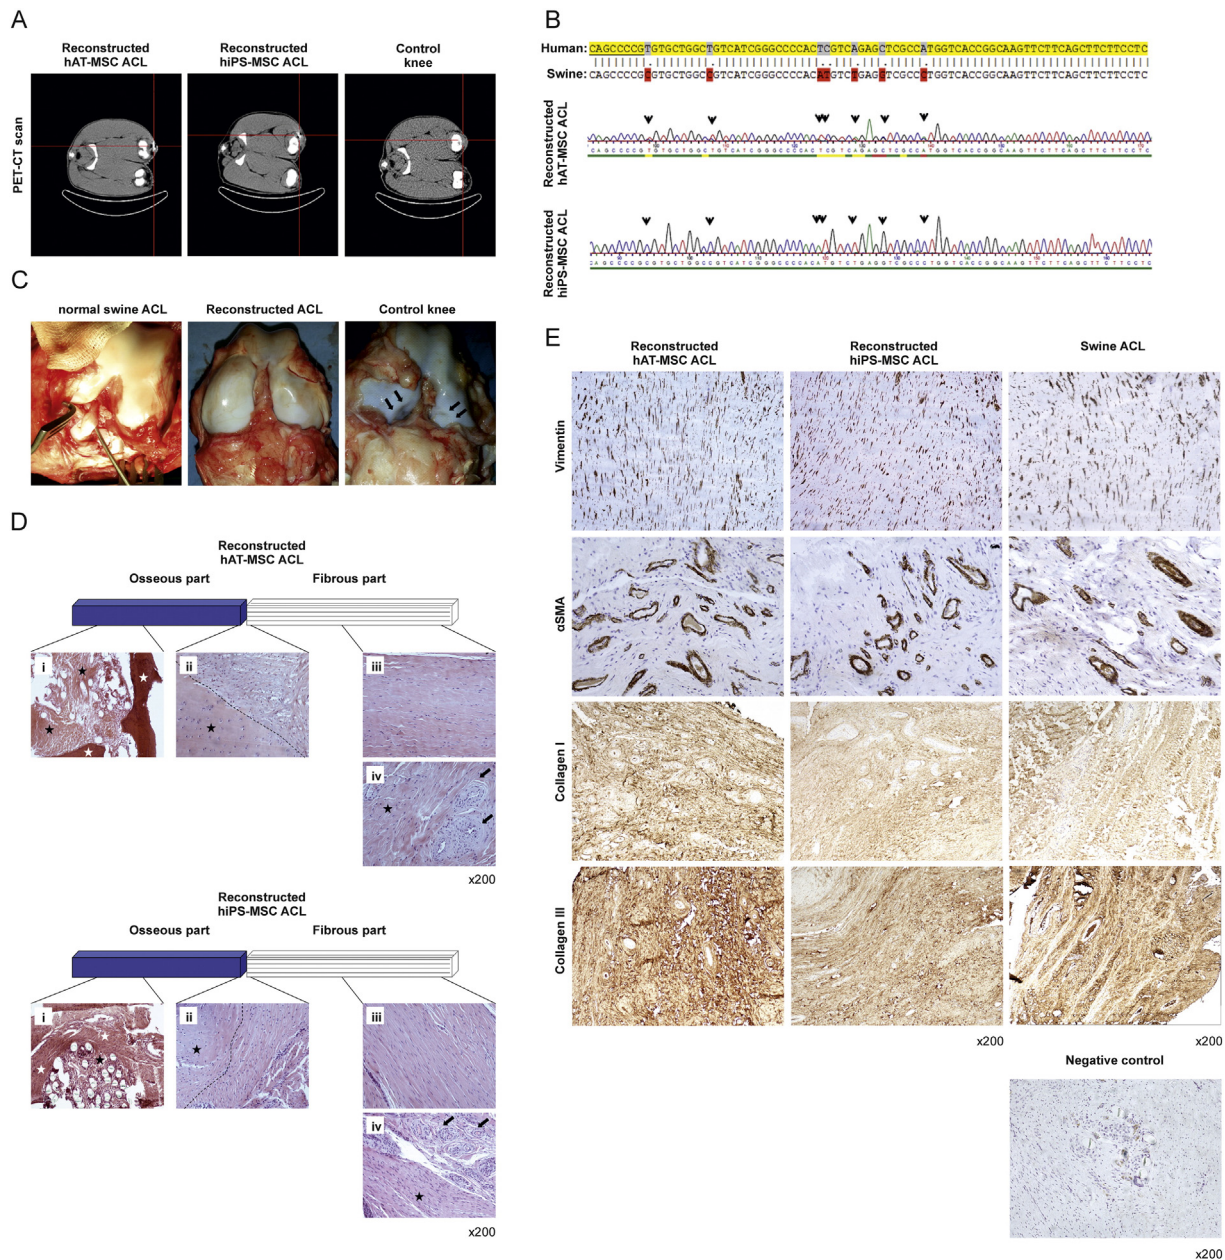 A
Reconstructed
hAT-MSC ACL
Reconstructed
hiPS-MSC ACL
Control
knee
PET-CT scan
B
Human: CAGCCCCGTGTGCTGGCTGTCATCGGGCCCCACTCGTCAGAGCTCGCCATGGTCACCGGCAAGTTCTTCAGCTTCTTCCTC
Swine: CAGCCCCGCGTGCTGGCCGTCATCGGGCCCCACATGTCTGAGGTCGCCCTGGTCACCGGCAAGTTCTTCAGCTTCTTCCTC
Reconstructed
hAT-MSC ACL
CAGCCCCGTGTGCTGGCTGTCATCGGGCCCCACTCGTCAGAGCTCGCCATGGTCACCGGCAAGTTCTTCAGCTTCTTCCTC
Reconstructed
hiPS-MSC ACL
CAGCCCCGCGTGCTGGCCGTCATCGGGCCCCACATGTCTGAGGTCGCCCTGGTCACCGGCAAGTTCTTCAGCTTCTTCCTC
C
normal swine ACL
Reconstructed ACL
Control knee
D
Reconstructed
hAT-MSC ACL
Osseous part
Fibrous part
i
ii
iii
iv
x200
Reconstructed
hiPS-MSC ACL
Osseous part
Fibrous part
i
ii
iii
iv
x200
E
Reconstructed
hAT-MSC ACL
Reconstructed
hiPS-MSC ACL
Swine ACL
Vimentin
αSMA
Collagen I
Collagen III
x200
x200
Negative control
x200